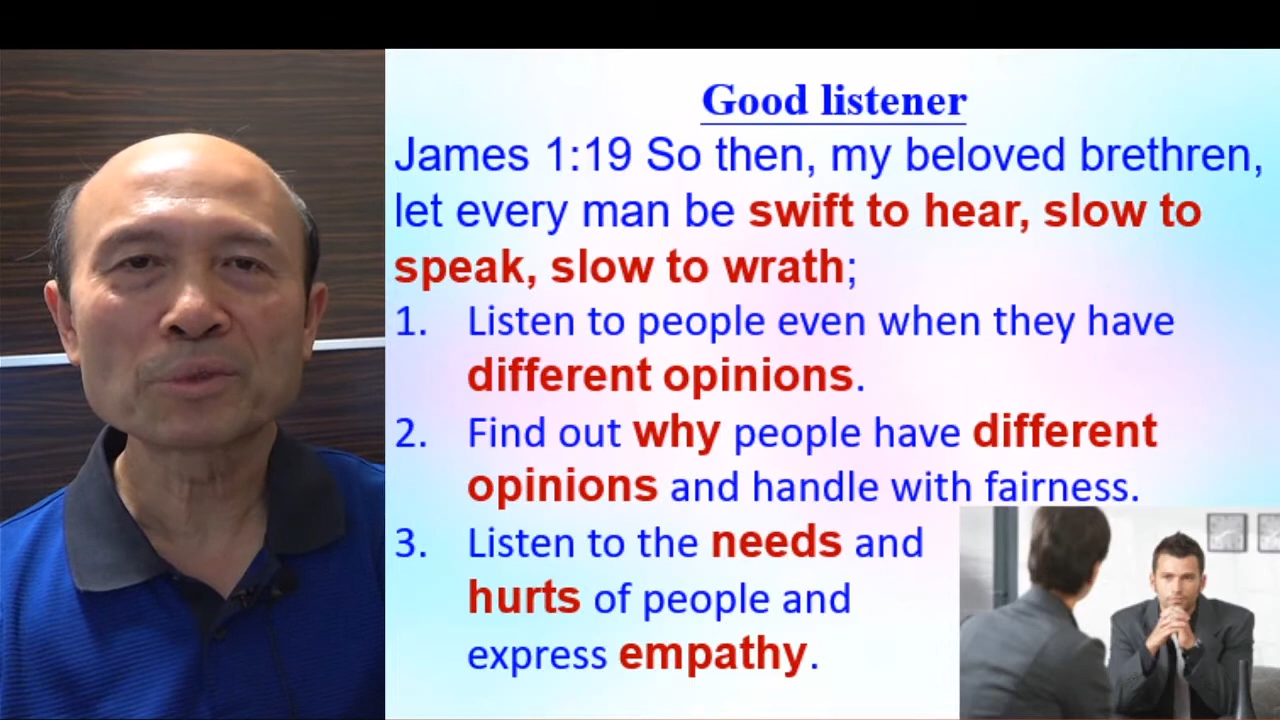 Good listener
James 1:19 So then, my beloved brethren,
let every man be swift to hear, slow to
speak, slow to wrath;
1. Listen to people even when they have
different opinions.
2. Find out why people have different
opinions and handle with fairness.
3. Listen to the needs and
hurts of people and
express empathy.